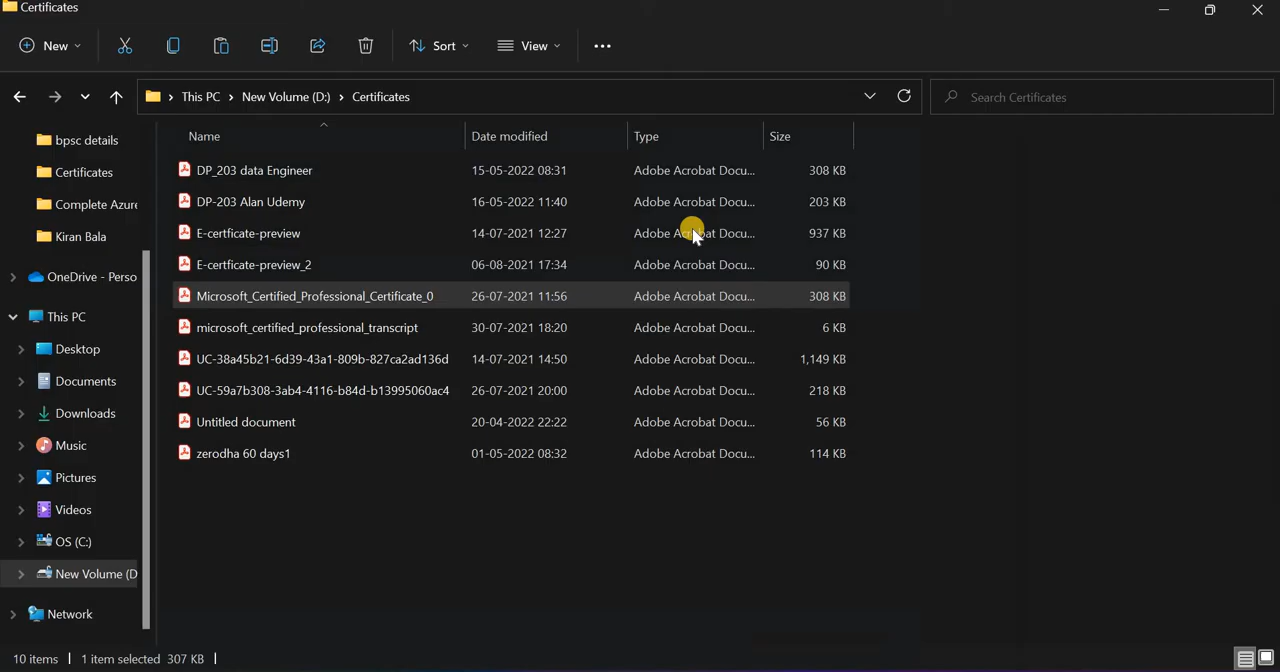 Certificates
New
Sort
View
This PC
New Volume (D:)
Certificates
Search Certificates
bpsc details
Certificates
Complete Azure
Kiran Bala
OneDrive - Perso
This PC
Desktop
Documents
Downloads
Music
Pictures
Videos
OS (C:)
New Volume (D
Network
Name Date modified Type Size
DP_203 data Engineer 15-05-2022 08:31 Adobe Acrobat Docu... 308 KB
DP-203 Alan Udemy 16-05-2022 11:40 Adobe Acrobat Docu... 203 KB
E-certficate-preview 14-07-2021 12:27 Adobe Acrobat Docu... 937 KB
E-certficate-preview_2 06-08-2021 17:34 Adobe Acrobat Docu... 90 KB
Microsoft_Certified_Professional_Certificate_0 26-07-2021 11:56 Adobe Acrobat Docu... 308 KB
microsoft_certified_professional_transcript 30-07-2021 18:20 Adobe Acrobat Docu... 6 KB
UC-38a45b21-6d39-43a1-809b-827ca2ad136d 14-07-2021 14:50 Adobe Acrobat Docu... 1,149 KB
UC-59a7b308-3ab4-4116-b84d-b13995060ac4 26-07-2021 20:00 Adobe Acrobat Docu... 218 KB
Untitled document 20-04-2022 22:22 Adobe Acrobat Docu... 56 KB
zerodha 60 days1 01-05-2022 08:32 Adobe Acrobat Docu... 114 KB
10 items 1 item selected 307 KB